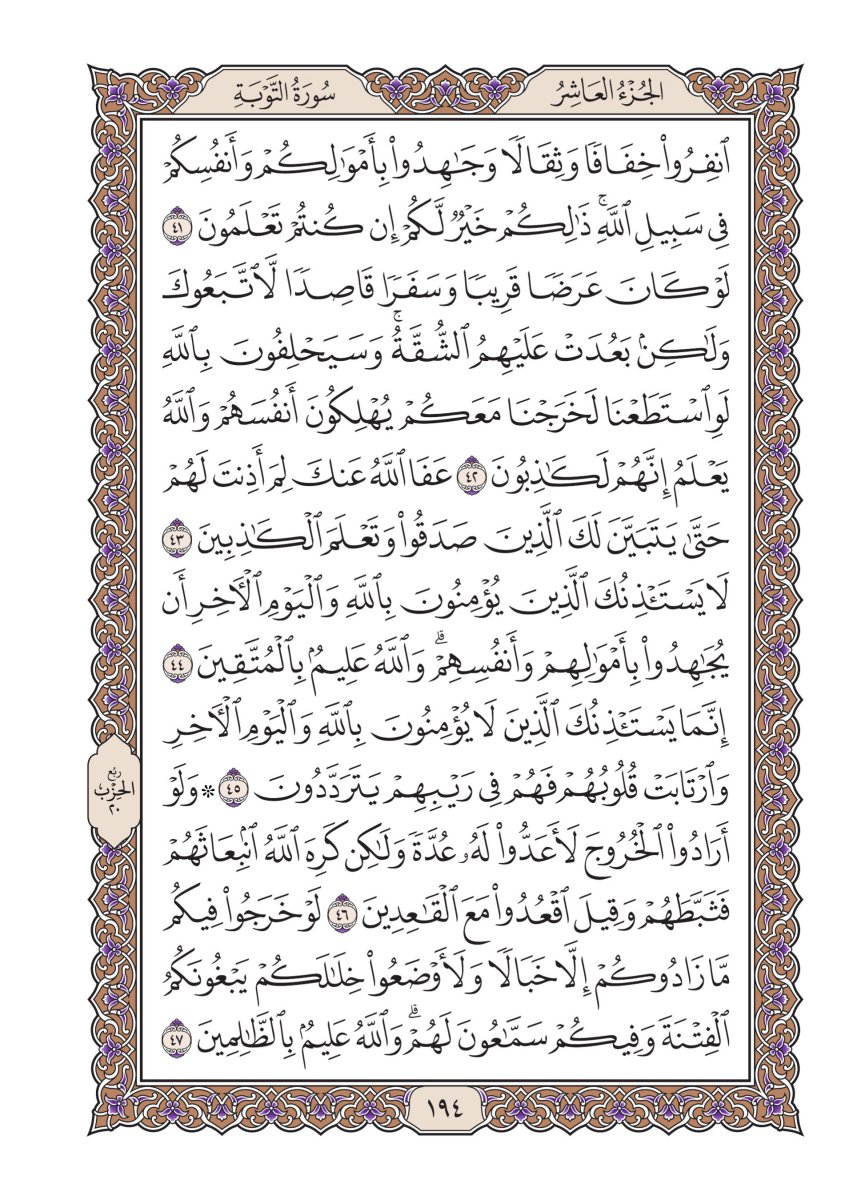 الجُزْءُ العَاشِرُ
سُورَةُ التَّوْبَةِ
ٱنفِرُوا۟ خِفَافًا وَثِقَالًا وَجَٰهِدُوا۟ بِأَمْوَٰلِكُمْ وَأَنفُسِكُمْ
فِى سَبِيلِ ٱللَّهِ ۚ ذَٰلِكُمْ خَيْرٌ لَّكُمْ إِن كُنتُمْ تَعْلَمُونَ ٤١
لَوْ كَانَ عَرَضًا قَرِيبًا وَسَفَرًا قَاصِدًا لَّٱتَّبَعُوكَ
وَلَٰكِنۢ بَعُدَتْ عَلَيْهِمُ ٱلشُّقَّةُ ۚ وَسَيَحْلِفُونَ بِٱللَّهِ
لَوِ ٱسْتَطَعْنَا لَخَرَجْنَا مَعَكُمْ يُهْلِكُونَ أَنفُسَهُمْ وَٱللَّهُ
يَعْلَمُ إِنَّهُمْ لَكَٰذِبُونَ ٤٢ عَفَا ٱللَّهُ عَنكَ لِمَ أَذِنتَ لَهُمْ
حَتَّىٰ يَتَبَيَّنَ لَكَ ٱلَّذِينَ صَدَقُوا۟ وَتَعْلَمَ ٱلْكَٰذِبِينَ ٤٣
لَا يَسْتَـْٔذِنُكَ ٱلَّذِينَ يُؤْمِنُونَ بِٱللَّهِ وَٱلْيَوْمِ ٱلْـَٔاخِرِ أَن
يُجَٰهِدُوا۟ بِأَمْوَٰلِهِمْ وَأَنفُسِهِمْ ۗ وَٱللَّهُ عَلِيمٌۢ بِٱلْمُتَّقِينَ ٤٤
إِنَّمَا يَسْتَـْٔذِنُكَ ٱلَّذِينَ لَا يُؤْمِنُونَ بِٱللَّهِ وَٱلْيَوْمِ ٱلْـَٔاخِرِ
وَٱرْتَابَتْ قُلُوبُهُمْ فَهُمْ فِى رَيْبِهِمْ يَتَرَدَّدُونَ ٤٥ * وَلَوْ
أَرَادُوا۟ ٱلْخُرُوجَ لَأَعَدُّوا۟ لَهُۥ عُدَّةً وَلَٰكِن كَرِهَ ٱللَّهُ ٱنۢبِعَاثَهُمْ
فَثَبَّطَهُمْ وَقِيلَ ٱقْعُدُوا۟ مَعَ ٱلْقَٰعِدِينَ ٤٦ لَوْ خَرَجُوا۟ فِيكُم
مَّا زَادُوكُمْ إِلَّا خَبَالًا وَلَأَوْضَعُوا۟ خِلَٰلَكُمْ يَبْغُونَكُمُ
ٱلْفِتْنَةَ وَفِيكُمْ سَمَّٰعُونَ لَهُمْ ۗ وَٱللَّهُ عَلِيمٌۢ بِٱلظَّٰلِمِينَ ٤٧
ربُع
الحِزْب
٢٠
١٩٤